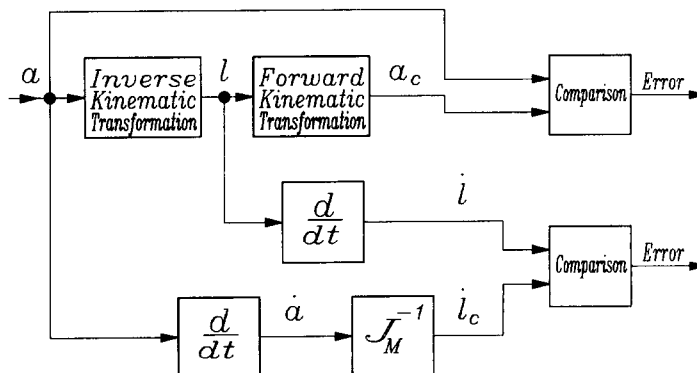 a
Inverse
Kinematic
Transformation
l
Forward
Kinematic
Transformation
a_c
Comparison
Error
d
dt
l̇
Comparison
Error
d
dt
ȧ
J_M^{-1}
l̇_c